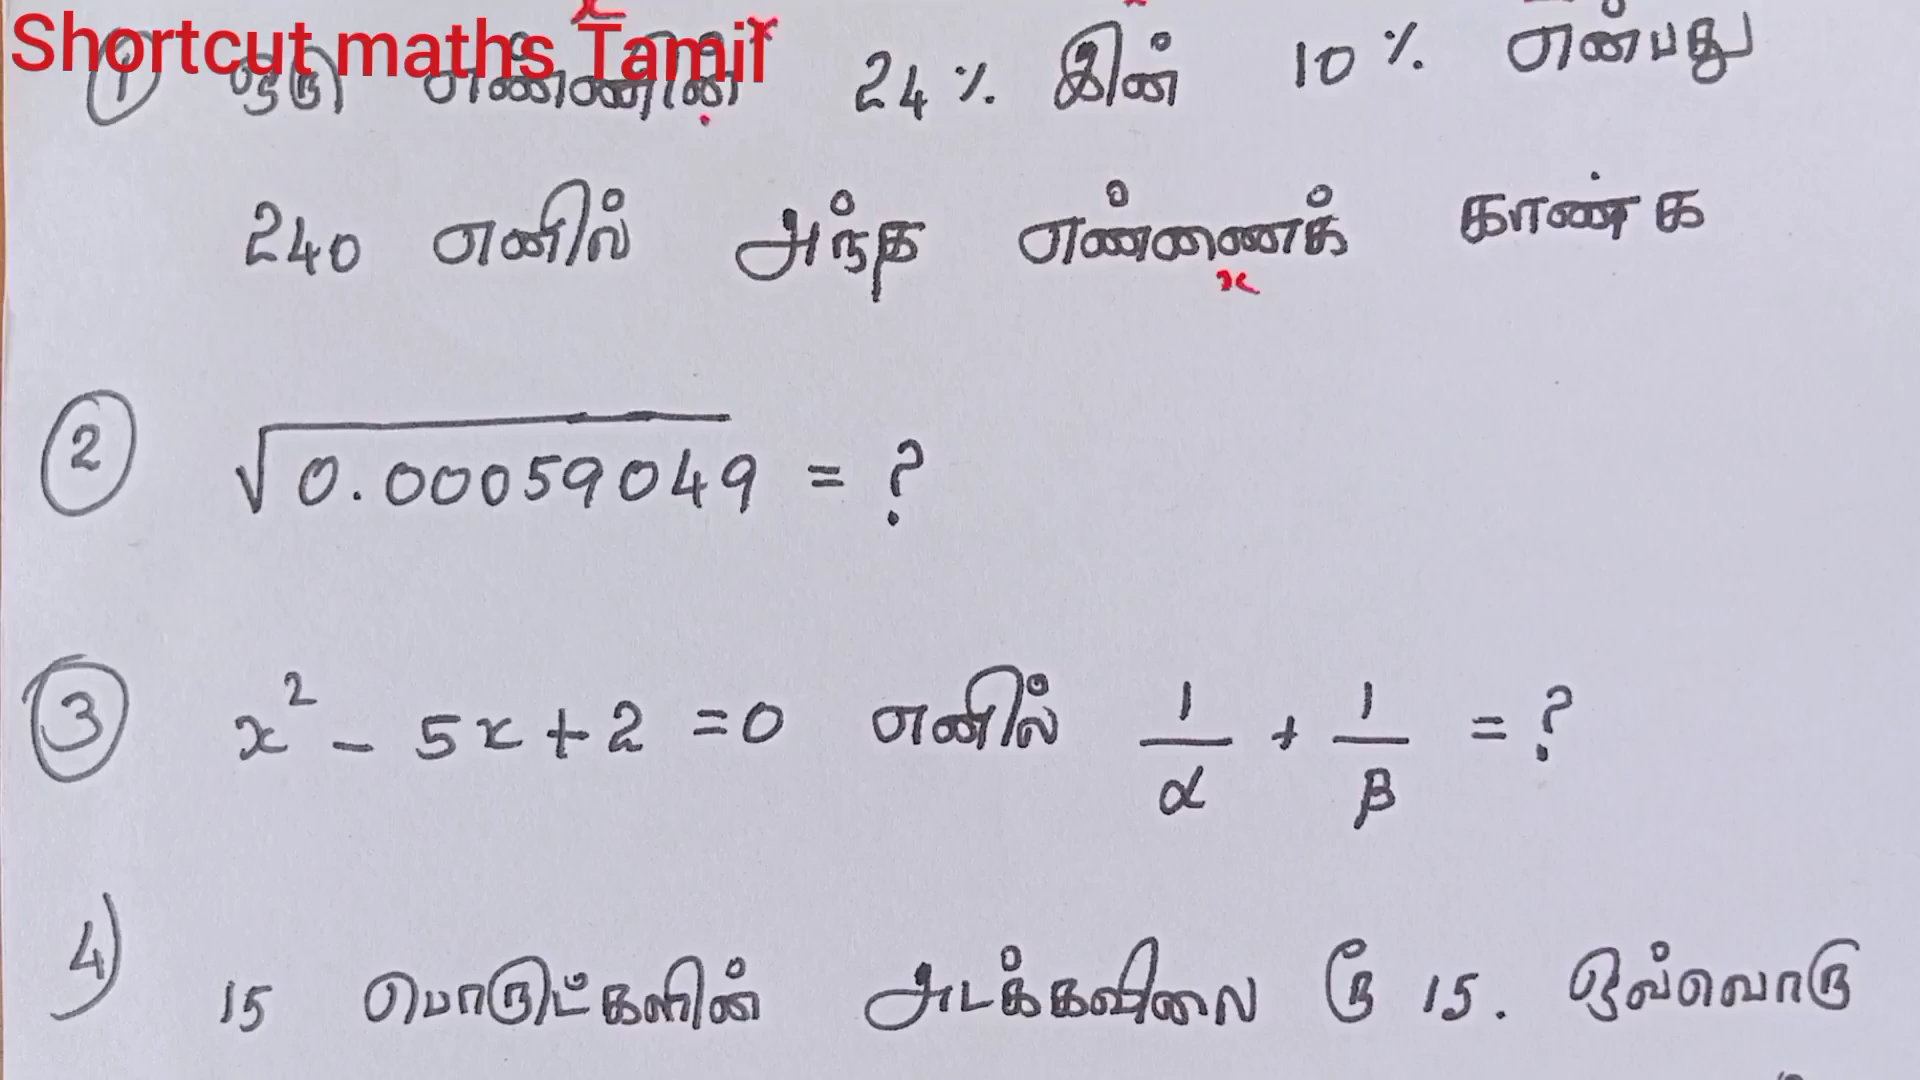 Shortcut maths Tamil
① ஒரு எண்ணின் 24% இன் 10% என்பது
240 எனில் அந்த எண்ணைக் காண்க
x
② √0.00059049 = ?
③ x² - 5x + 2 = 0 எனில் 1/α + 1/β = ?
4) 15 பொருட்களின் அடக்கவிலை ரூ 15. ஒவ்வொரு